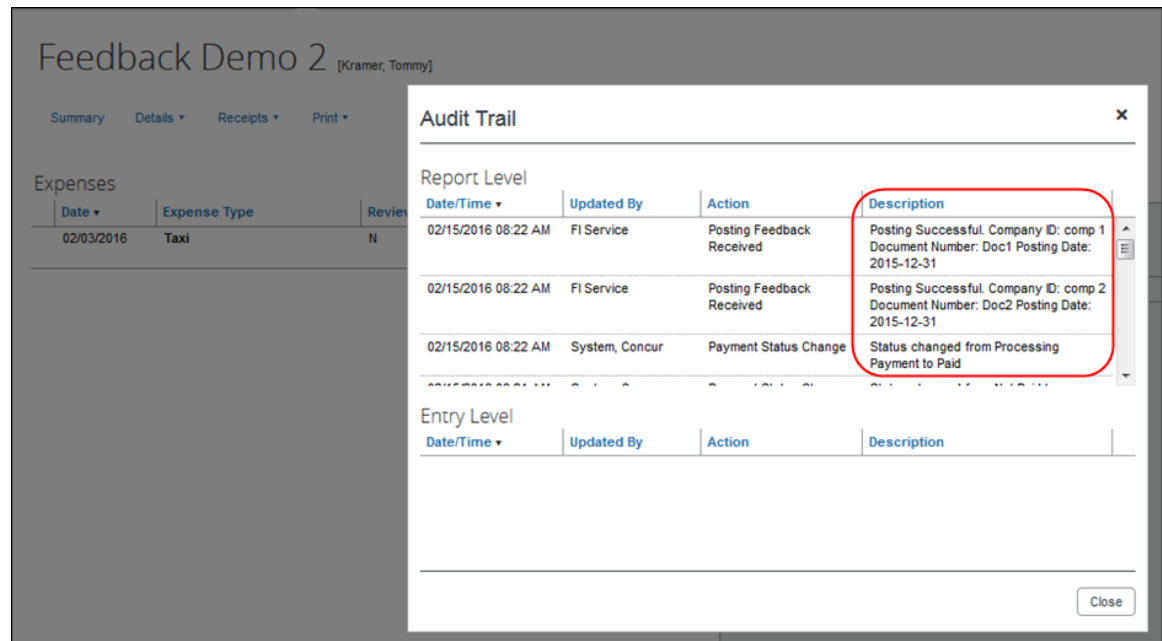 Feedback Demo 2 [Kramer, Tommy]
Summary Details Receipts Print
Expenses
Date Expense Type Review
02/03/2016 Taxi N
Audit Trail
Report Level
Date/Time Updated By Action Description
02/15/2016 08:22 AM FI Service Posting Feedback Received Posting Successful. Company ID: comp 1
Document Number: Doc1 Posting Date:
2015-12-31
02/15/2016 08:22 AM FI Service Posting Feedback Received Posting Successful. Company ID: comp 2
Document Number: Doc2 Posting Date:
2015-12-31
02/15/2016 08:22 AM System, Concur Payment Status Change Status changed from Processing
Payment to Paid
Entry Level
Date/Time Updated By Action Description
Close